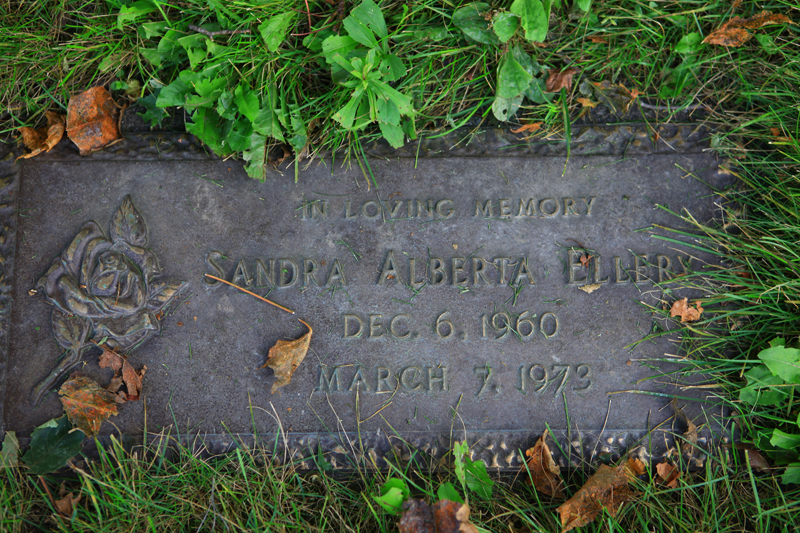 IN LOVING MEMORY
SANDRA ALBERTA ELLERY
DEC. 6, 1960
MARCH 7, 1973